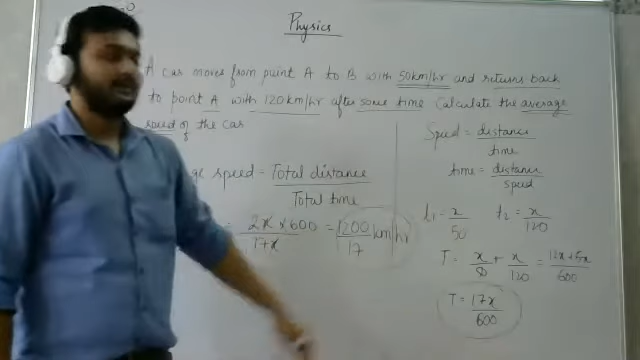 Physics
A car moves from point A to B with 50km/hr and returns back
to point A with 120km/hr after some time Calculate the average
speed of the car
Speed = distance
time
time = distance
speed
ge speed = Total distance
Total time
= 2x × 600 = 1200 km/hr
17x 17
t₁ = x t₂ = x
50 120
T = x + x = 12x + 5x
120 600
T = 17x
600